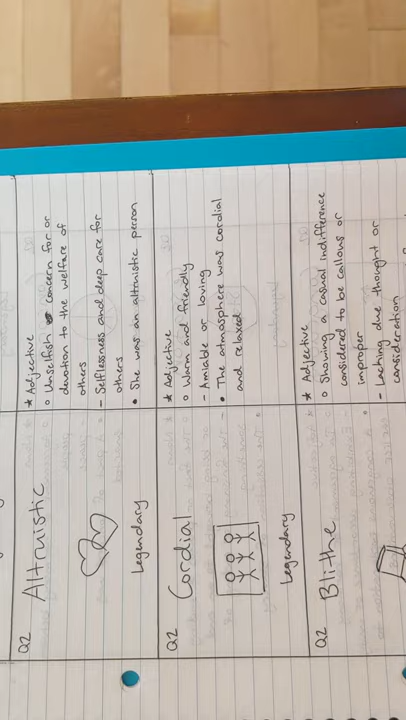 Q2
Altruistic
Legendary
* Adjective
o Unselfish concern for or
devotion to the welfare of
others
- Selflessness and deep care for
others
• She was an altruistic person
Q2
Cordial
Legendary
* Adjective
o Warm and friendly
- Amiable or loving
• The atmosphere was cordial
and relaxed
Q2
Blithe
* Adjective
o Showing a casual indifference
considered to be callous or
improper
- Lacking due thought or
consideration